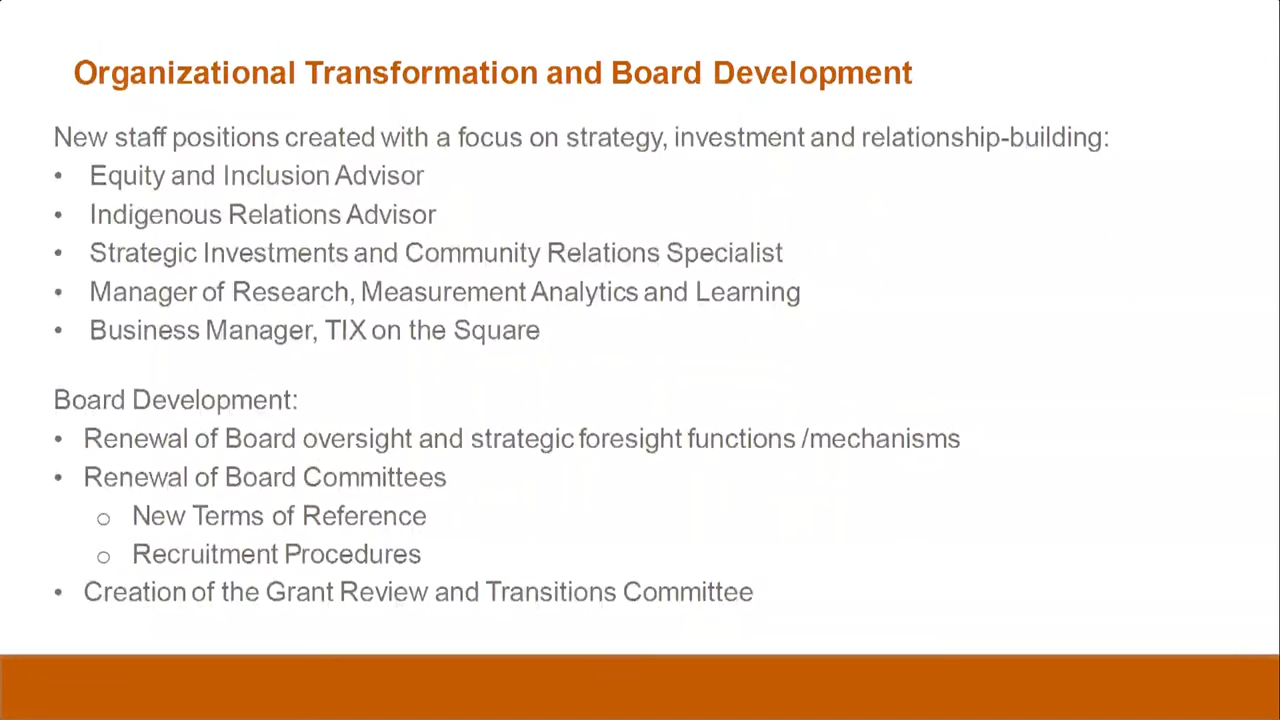 Organizational Transformation and Board Development
New staff positions created with a focus on strategy, investment and relationship-building:
• Equity and Inclusion Advisor
• Indigenous Relations Advisor
• Strategic Investments and Community Relations Specialist
• Manager of Research, Measurement Analytics and Learning
• Business Manager, TIX on the Square
Board Development:
• Renewal of Board oversight and strategic foresight functions /mechanisms
• Renewal of Board Committees
o New Terms of Reference
o Recruitment Procedures
• Creation of the Grant Review and Transitions Committee